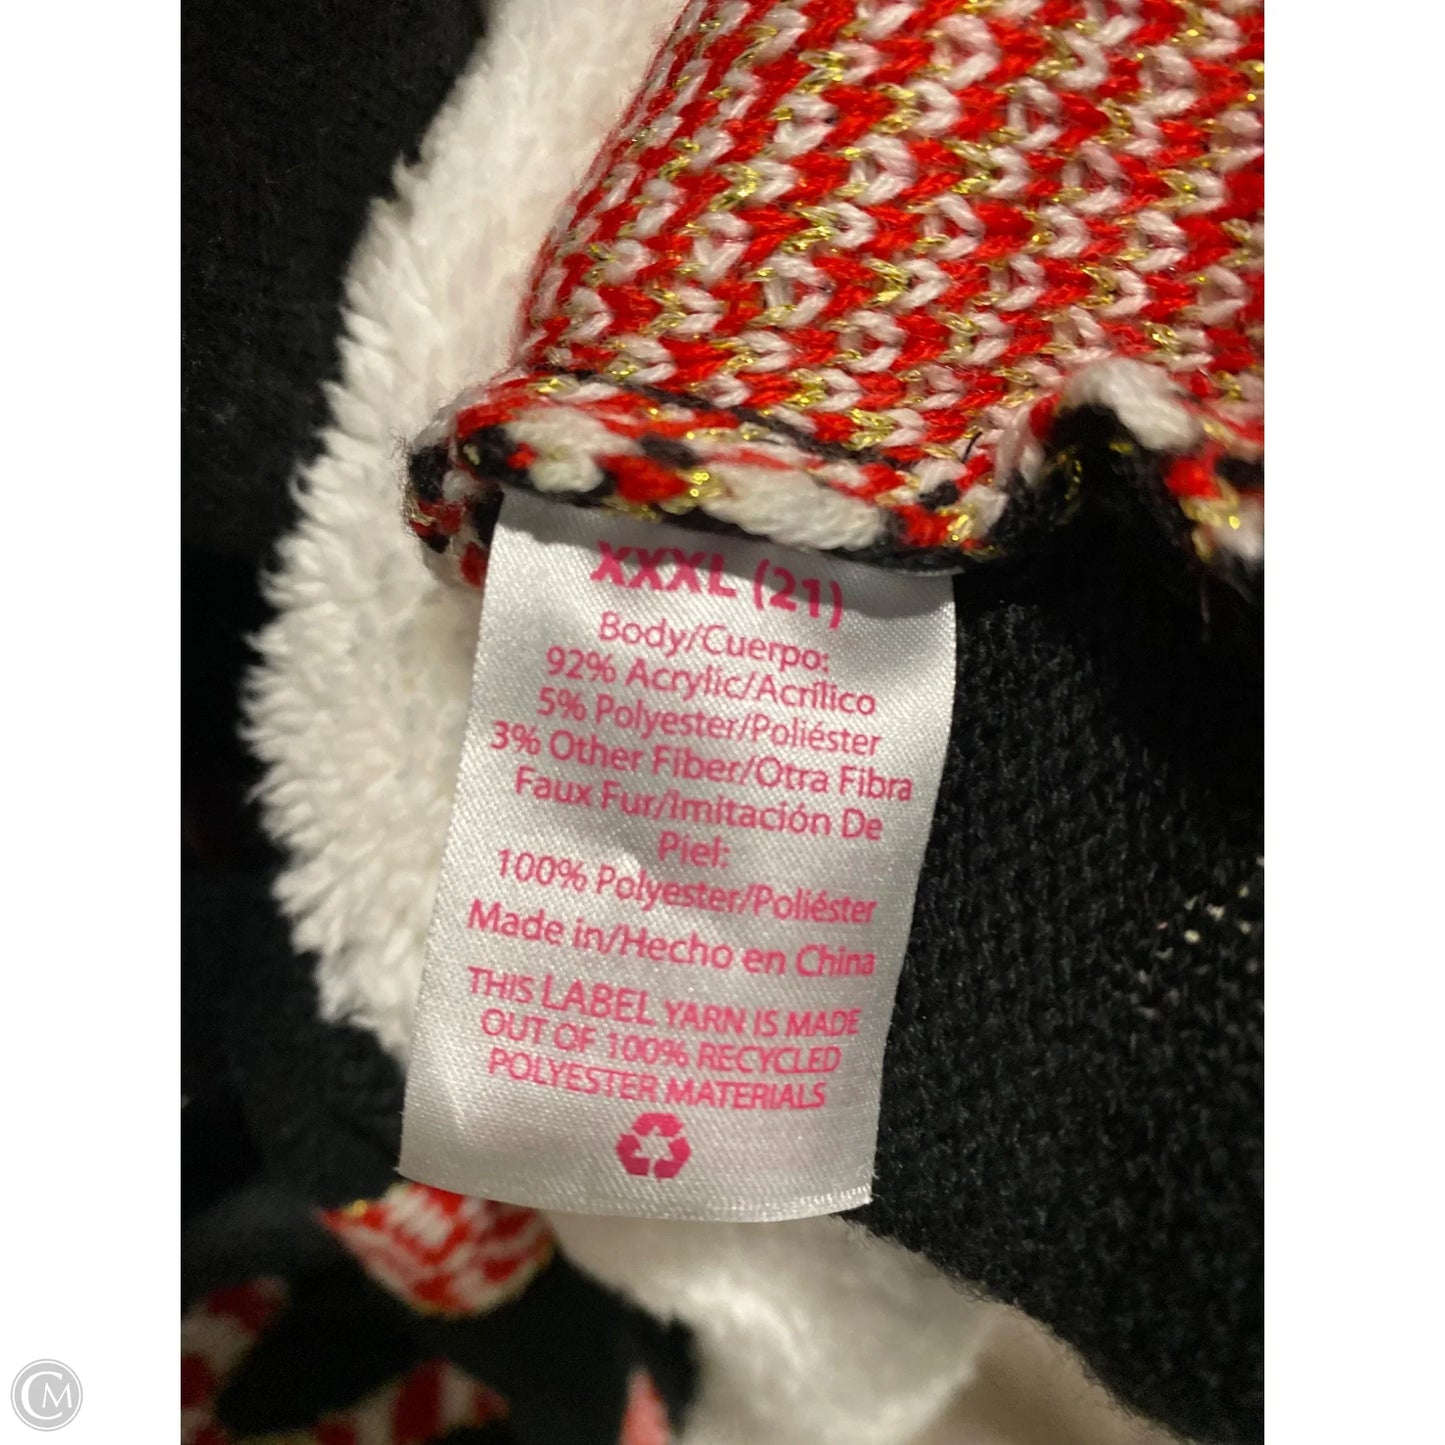 XXXL (21)
Body/Cuerpo:
92% Acrylic/Acrílico
5% Polyester/Poliéster
3% Other Fiber/Otra Fibra
Faux Fur/Imitación De
Piel:
100% Polyester/Poliéster
Made in/Hecho en China
THIS LABEL YARN IS MADE
OUT OF 100% RECYCLED
POLYESTER MATERIALS
CM